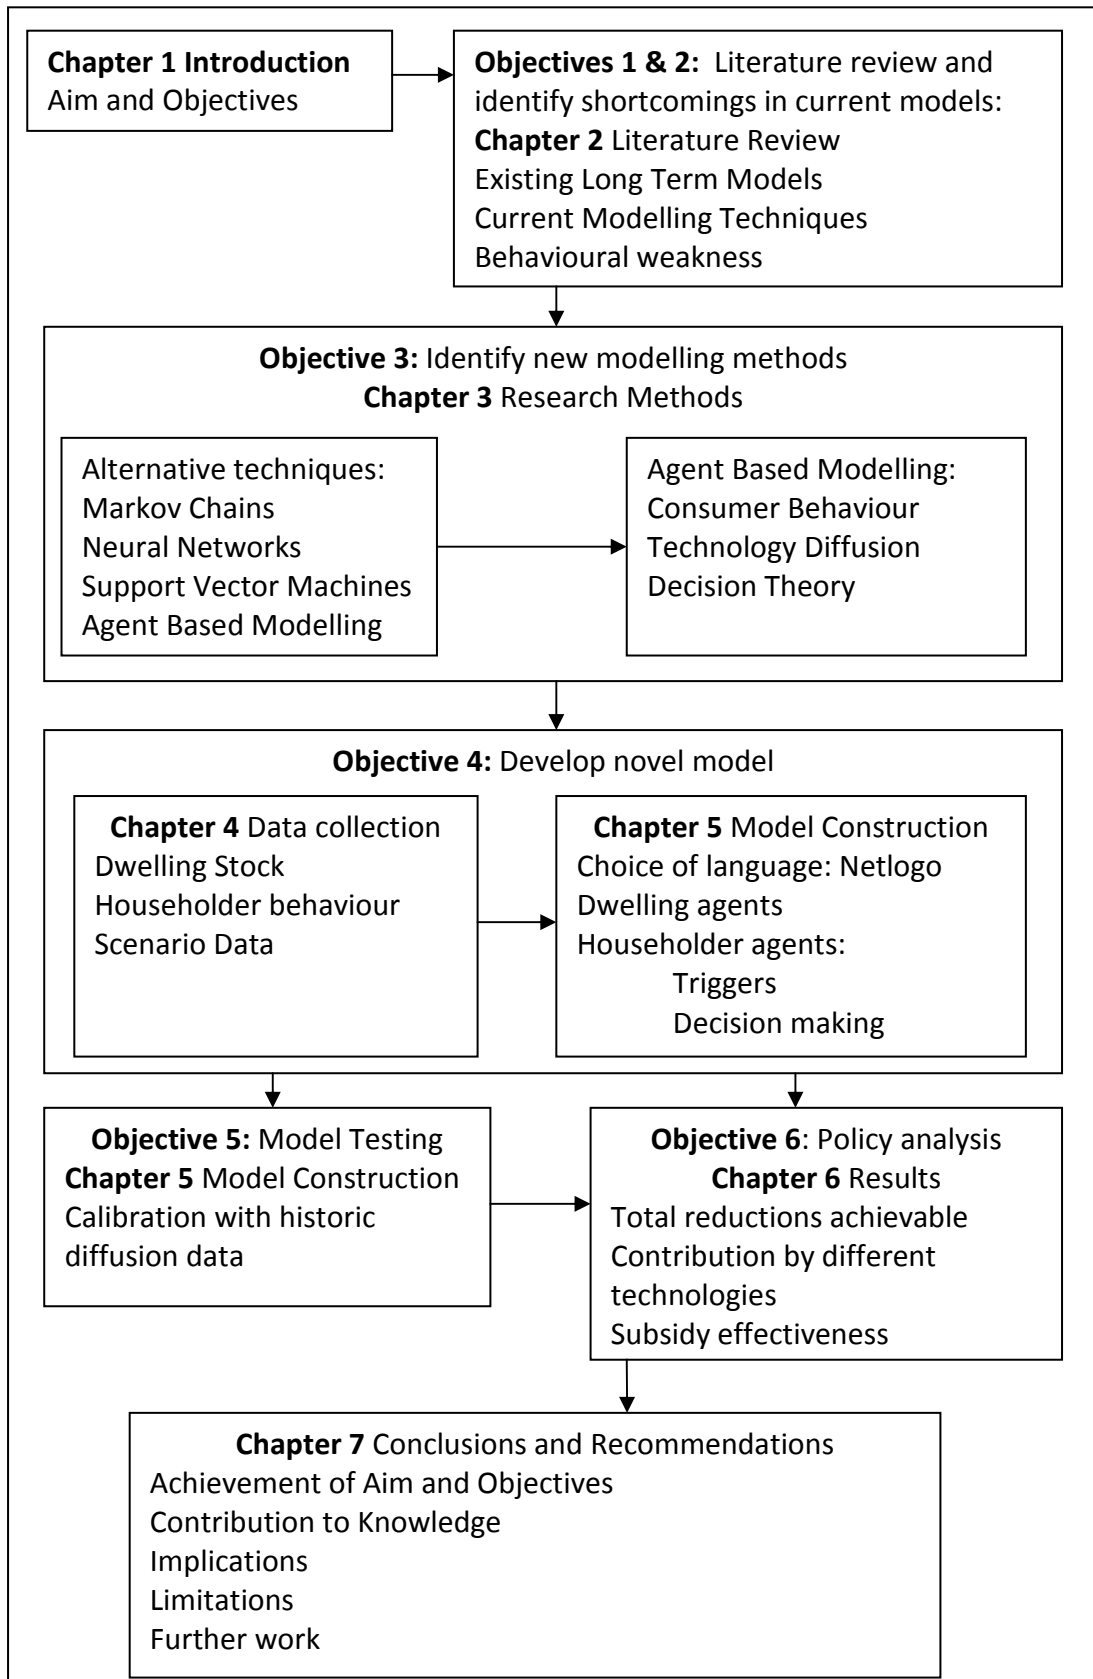 Chapter 1 Introduction
Aim and Objectives
Objectives 1 & 2: Literature review and
identify shortcomings in current models:
Chapter 2 Literature Review
Existing Long Term Models
Current Modelling Techniques
Behavioural weakness
Objective 3: Identify new modelling methods
Chapter 3 Research Methods
Alternative techniques:
Markov Chains
Neural Networks
Support Vector Machines
Agent Based Modelling
Agent Based Modelling:
Consumer Behaviour
Technology Diffusion
Decision Theory
Objective 4: Develop novel model
Chapter 4 Data collection
Dwelling Stock
Householder behaviour
Scenario Data
Chapter 5 Model Construction
Choice of language: Netlogo
Dwelling agents
Householder agents:
Triggers
Decision making
Objective 5: Model Testing
Chapter 5 Model Construction
Calibration with historic
diffusion data
Objective 6: Policy analysis
Chapter 6 Results
Total reductions achievable
Contribution by different
technologies
Subsidy effectiveness
Chapter 7 Conclusions and Recommendations
Achievement of Aim and Objectives
Contribution to Knowledge
Implications
Limitations
Further work